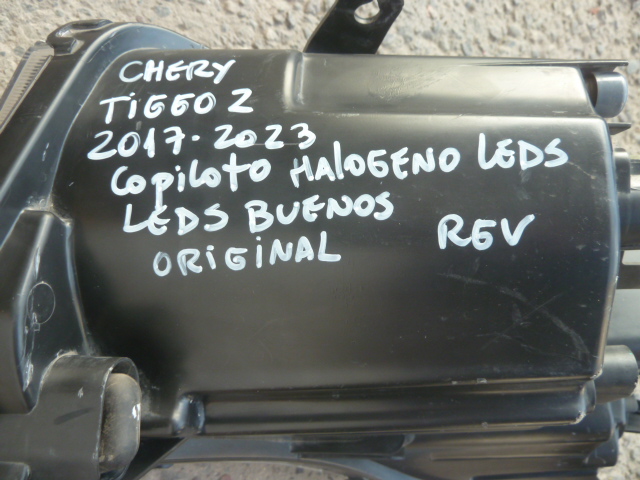 CHERY
TIGGO 2
2017-2023
COPILOTO HALOGENO LEDS
LEDS BUENOS
ORIGINAL REV